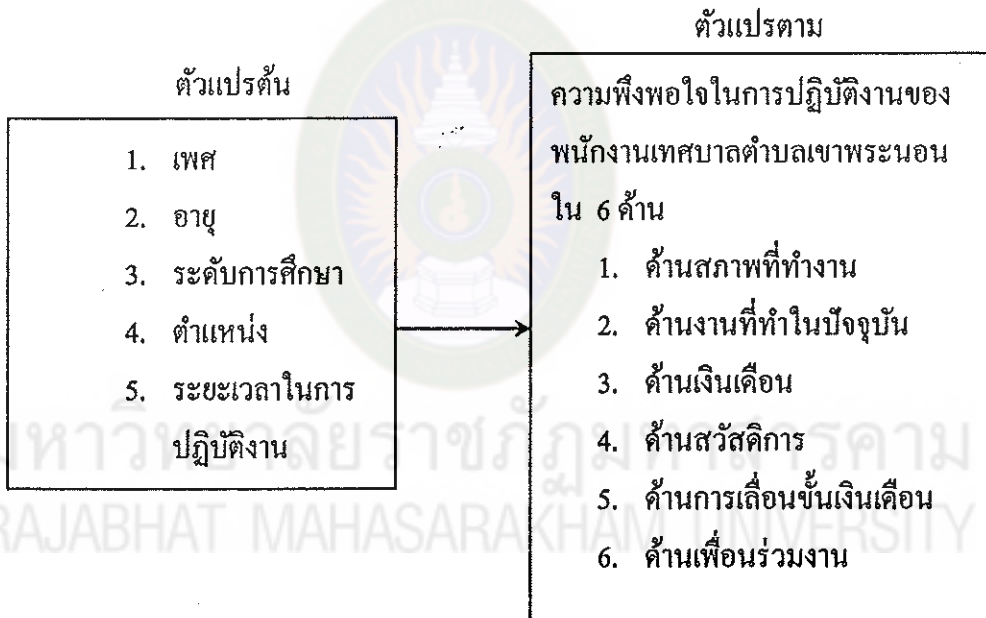 ตัวแปรต้น
1. เพศ
2. อายุ
3. ระดับการศึกษา
4. ตำแหน่ง
5. ระยะเวลาในการ
ปฏิบัติงาน
ตัวแปรตาม
ความพึงพอใจในการปฏิบัติงานของ
พนักงานเทศบาลตำบลเขาพระนอน
ใน 6 ด้าน
1. ด้านสภาพที่ทำงาน
2. ด้านงานที่ทำในปัจจุบัน
3. ด้านเงินเดือน
4. ด้านสวัสดิการ
5. ด้านการเลื่อนขั้นเงินเดือน
6. ด้านเพื่อนร่วมงาน
มหาวิทยาลัยราชภัฏมหาสารคาม
RAJABHAT MAHASARAKHAM UNIVERSITY